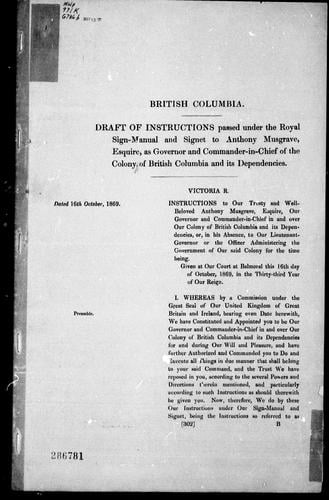 BRITISH COLUMBIA.
DRAFT OF INSTRUCTIONS passed under the Royal
Sign-Manual and Signet to Anthony Musgrave,
Esquire, as Governor and Commander-in-Chief of the
Colony of British Columbia and its Dependencies.
VICTORIA R.
Dated 16th October, 1869.
INSTRUCTIONS to Our Trusty and Well-
Beloved Anthony Musgrave, Esquire, Our
Governor and Commander-in-Chief in and over
Our Colony of British Columbia and its Depen-
dencies, or, in his Absence, to Our Lieutenant-
Governor or the Officer Administering the
Government of Our said Colony for the time
being.
Given at Our Court at Balmoral this 16th day
of October, 1869, in the Thirty-third Year
of Our Reign.
Preamble.
I. WHEREAS by a Commission under the
Great Seal of Our United Kingdom of Great
Britain and Ireland, bearing even Date herewith,
We have Constituted and Appointed you to be Our
Governor and Commander-in-Chief in and over Our
Colony of British Columbia and its Dependencies
for and during Our Will and Pleasure, and have
further Authorized and Commanded you to Do and
Execute all Things in due manner that shall belong
to your said Command, and the Trust We have
reposed in you, according to the several Powers and
Directions therein mentioned, and particularly
according to such Instructions as should therewith
be given you. Now, therefore, We do by these
Our Instructions under Our Sign-Manual and
Signet, being the Instructions so referred to as
[302] B
286781